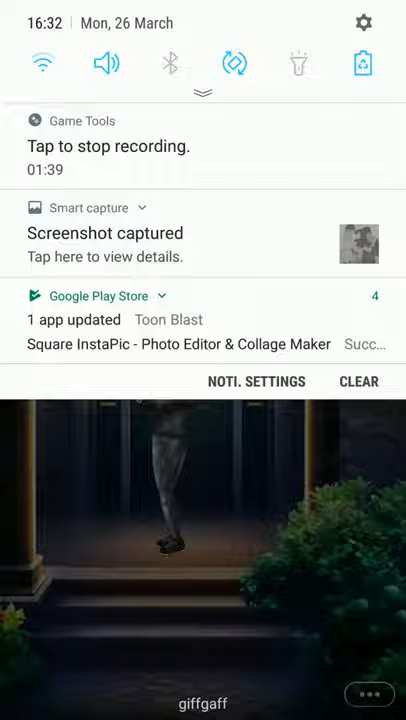 16:32 | Mon, 26 March
Game Tools
Tap to stop recording.
01:39
Smart capture
Screenshot captured
Tap here to view details.
Google Play Store 4
1 app updated Toon Blast
Square InstaPic - Photo Editor & Collage Maker Succ...
NOTI. SETTINGS CLEAR
giffgaff